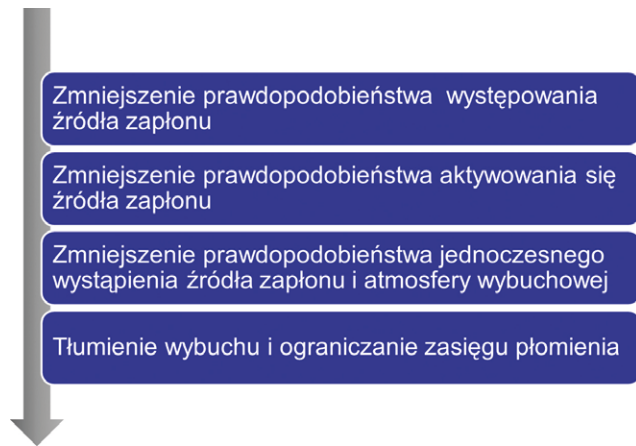 Zmniejszenie prawdopodobieństwa występowania
źródła zapłonu
Zmniejszenie prawdopodobieństwa aktywowania się
źródła zapłonu
Zmniejszenie prawdopodobieństwa jednoczesnego
wystąpienia źródła zapłonu i atmosfery wybuchowej
Tłumienie wybuchu i ograniczanie zasięgu płomienia